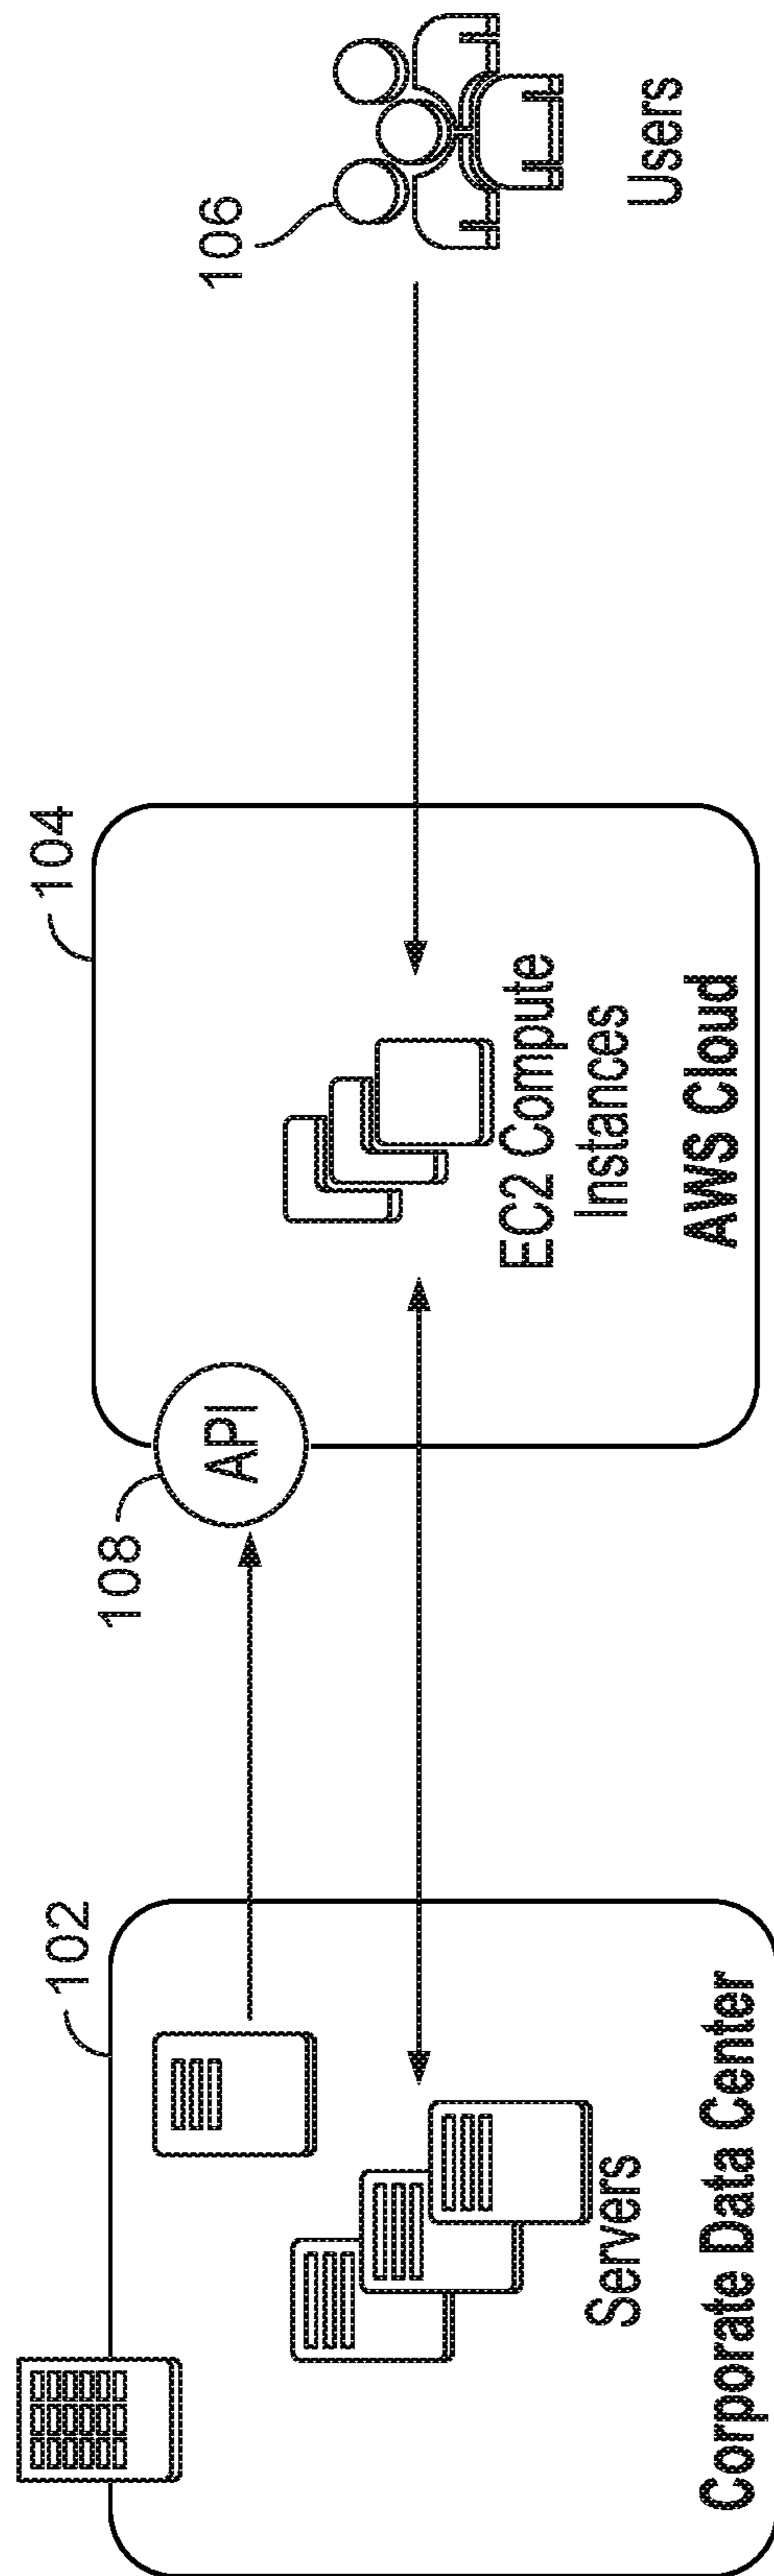 102
Servers
Corporate Data Center
108
API
104
EC2 Compute
Instances
AWS Cloud
106
Users